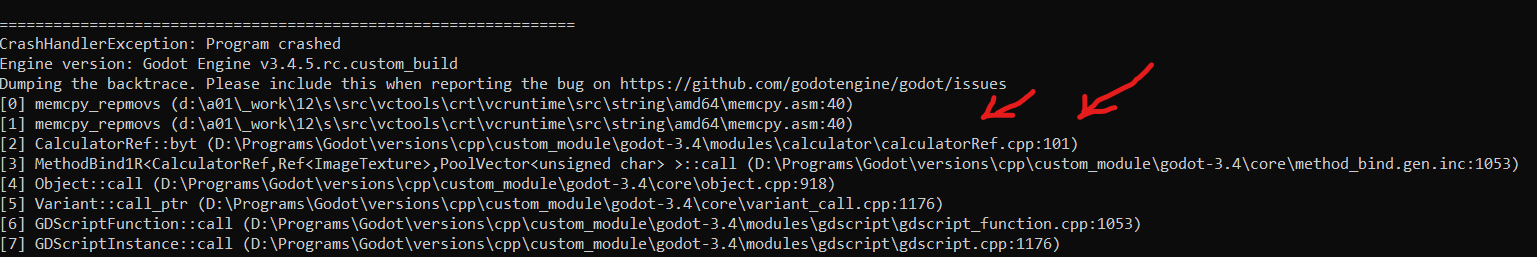 ================================================================
CrashHandlerException: Program crashed
Engine version: Godot Engine v3.4.5.rc.custom_build
Dumping the backtrace. Please include this when reporting the bug on https://github.com/godotengine/godot/issues
[0] memcpy_repmovs (d:\a01\_work\12\s\src\vctools\crt\vcruntime\src\string\amd64\memcpy.asm:40)
[1] memcpy_repmovs (d:\a01\_work\12\s\src\vctools\crt\vcruntime\src\string\amd64\memcpy.asm:40)
[2] CalculatorRef::byt (D:\Programs\Godot\versions\cpp\custom_module\godot-3.4\modules\calculator\calculatorRef.cpp:101)
[3] MethodBind1R<CalculatorRef,Ref<ImageTexture>,PoolVector<unsigned char> >::call (D:\Programs\Godot\versions\cpp\custom_module\godot-3.4\core\method_bind.gen.inc:1053)
[4] Object::call (D:\Programs\Godot\versions\cpp\custom_module\godot-3.4\core\object.cpp:918)
[5] Variant::call_ptr (D:\Programs\Godot\versions\cpp\custom_module\godot-3.4\core\variant_call.cpp:1176)
[6] GDScriptFunction::call (D:\Programs\Godot\versions\cpp\custom_module\godot-3.4\modules\gdscript\gdscript_function.cpp:1053)
[7] GDScriptInstance::call (D:\Programs\Godot\versions\cpp\custom_module\godot-3.4\modules\gdscript\gdscript.cpp:1176)